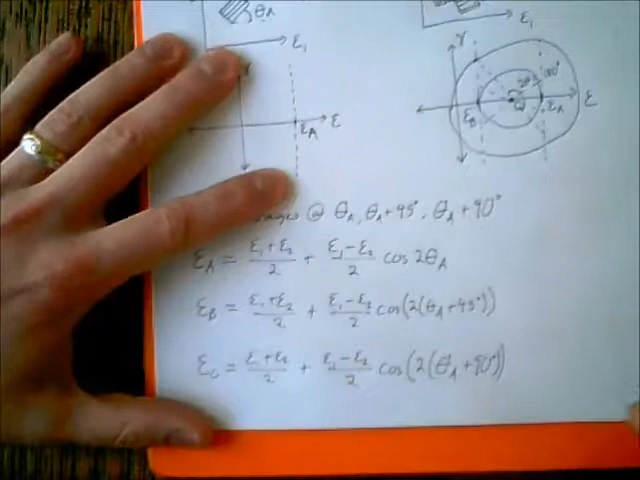 θA
ε1
ε1
γ
γ
ε
εA
ε
εA
εB
2θA
180°
@ θA, θA+45°, θA+90°
εA = (ε1+ε2)/2 + (ε1-ε2)/2 cos 2θA
εB = (ε1+ε2)/2 + (ε1-ε2)/2 cos(2(θA+45°))
εC = (ε1+ε2)/2 + (ε1-ε2)/2 cos(2(θA+90°))